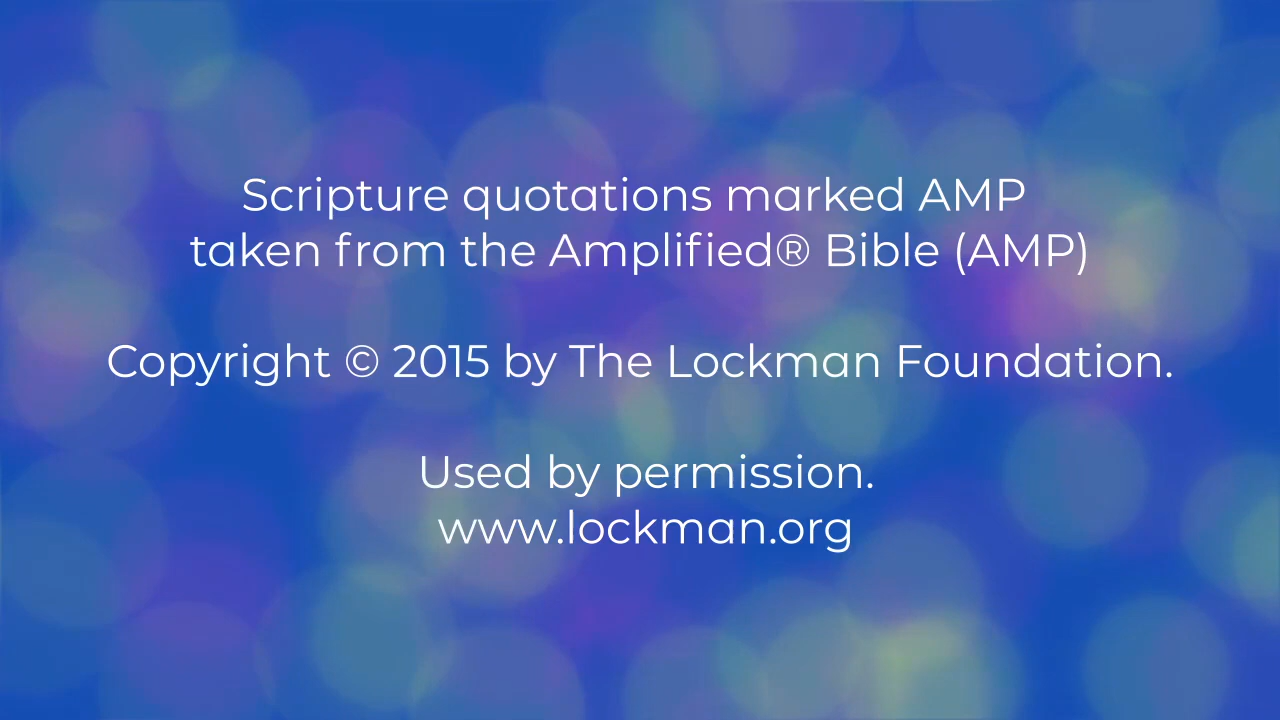 Scripture quotations marked AMP
taken from the Amplified® Bible (AMP)
Copyright © 2015 by The Lockman Foundation.
Used by permission.
www.lockman.org